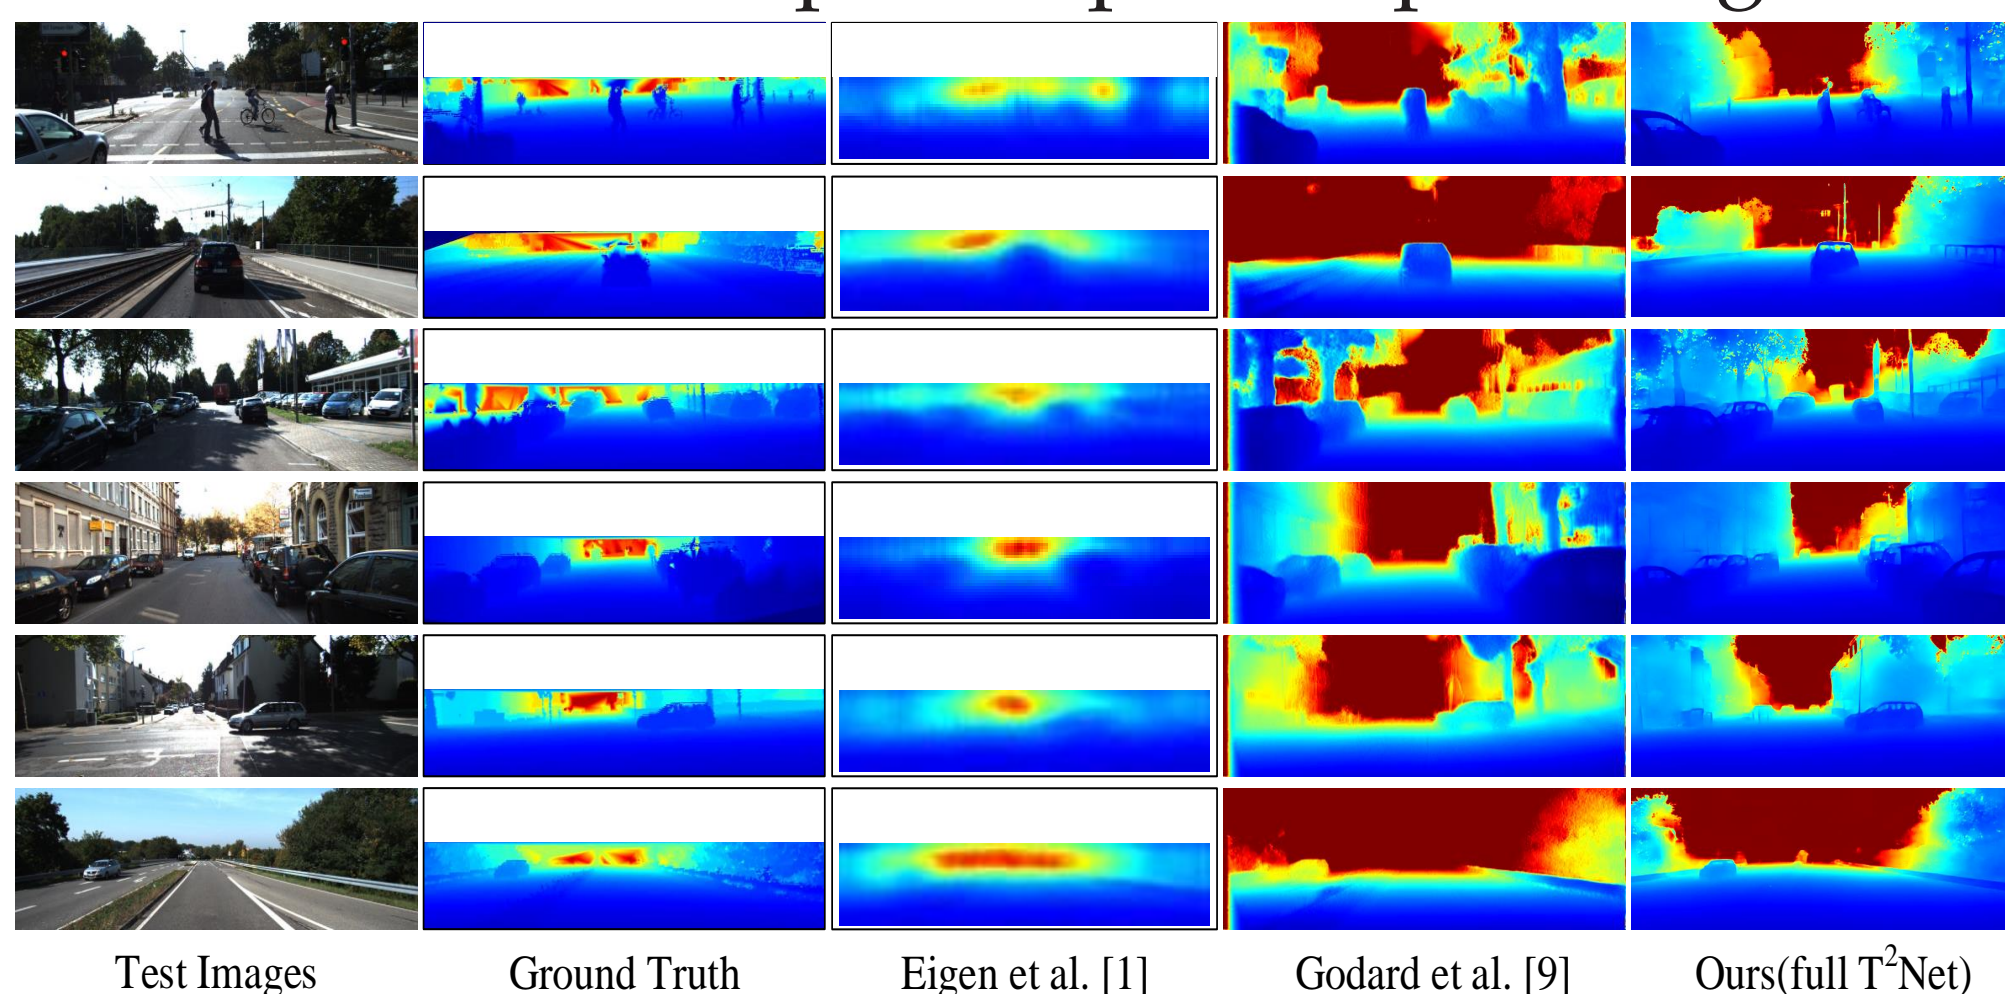 Test Images
Ground Truth
Eigen et al. [1]
Godard et al. [9]
Ours(full T²Net)